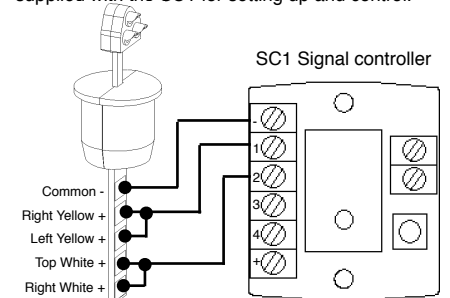 supplied with the SC1 for setting up and control.
SC1 Signal controller
-
1
2
3
4
+
Common -
Right Yellow +
Left Yellow +
Top White +
Right White +